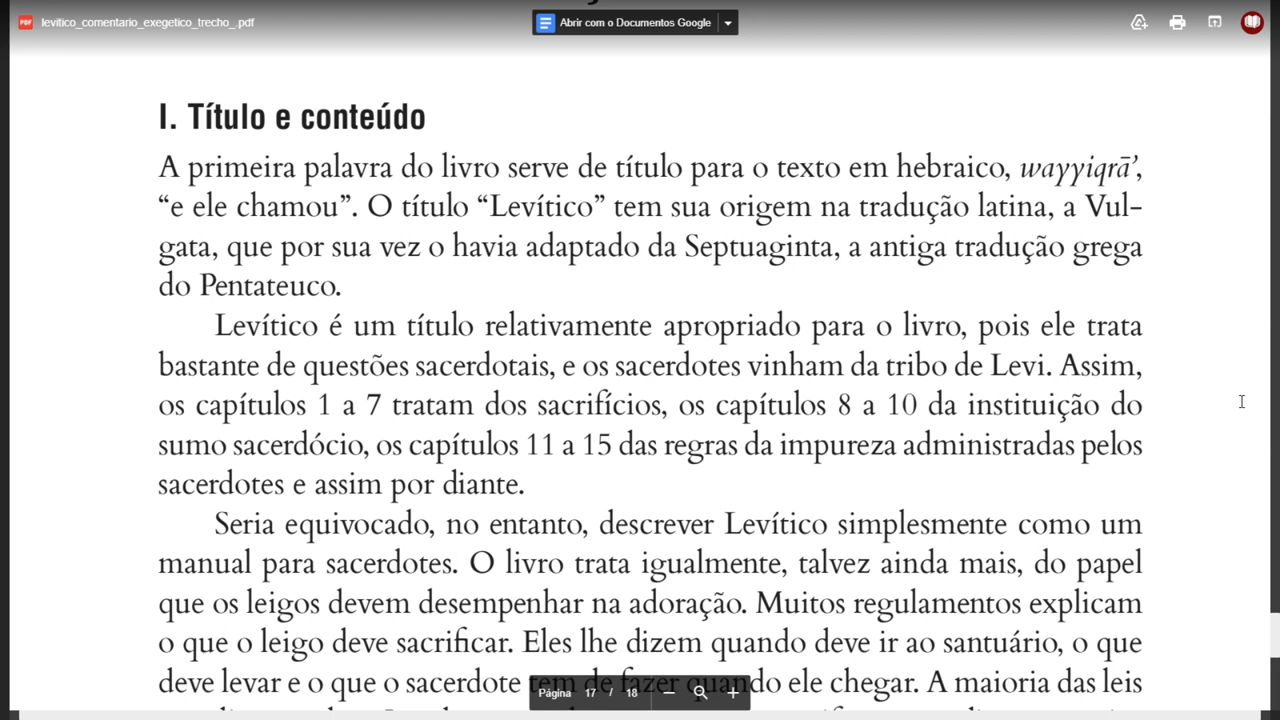 levitico_comentario_exegetico_trecho_.pdf
Abrir com o Documentos Google
I. Título e conteúdo
A primeira palavra do livro serve de título para o texto em hebraico, wayyiqrā’,
“e ele chamou”. O título “Levítico” tem sua origem na tradução latina, a Vul-
gata, que por sua vez o havia adaptado da Septuaginta, a antiga tradução grega
do Pentateuco.
Levítico é um título relativamente apropriado para o livro, pois ele trata
bastante de questões sacerdotais, e os sacerdotes vinham da tribo de Levi. Assim,
os capítulos 1 a 7 tratam dos sacrifícios, os capítulos 8 a 10 da instituição do
sumo sacerdócio, os capítulos 11 a 15 das regras da impureza administradas pelos
sacerdotes e assim por diante.
Seria equivocado, no entanto, descrever Levítico simplesmente como um
manual para sacerdotes. O livro trata igualmente, talvez ainda mais, do papel
que os leigos devem desempenhar na adoração. Muitos regulamentos explicam
o que o leigo deve sacrificar. Eles lhe dizem quando deve ir ao santuário, o que
deve levar e o que o sacerdote tem de fazer quando ele chegar. A maioria das leis
Página 17 / 18